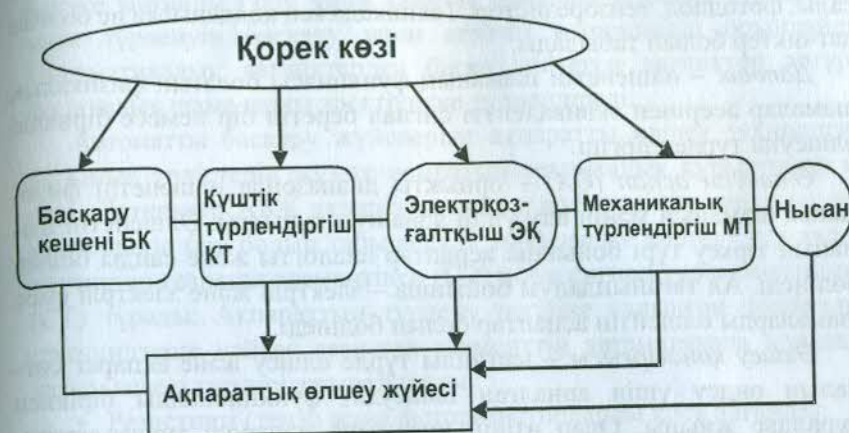 Қорек көзі
Басқару
кешені БК
Күштік
түрлендіргіш
КТ
Электрқоз-
ғалтқыш ЭҚ
Механикалық
түрлендіргіш МТ
Нысан
Ақпараттық өлшеу жүйесі